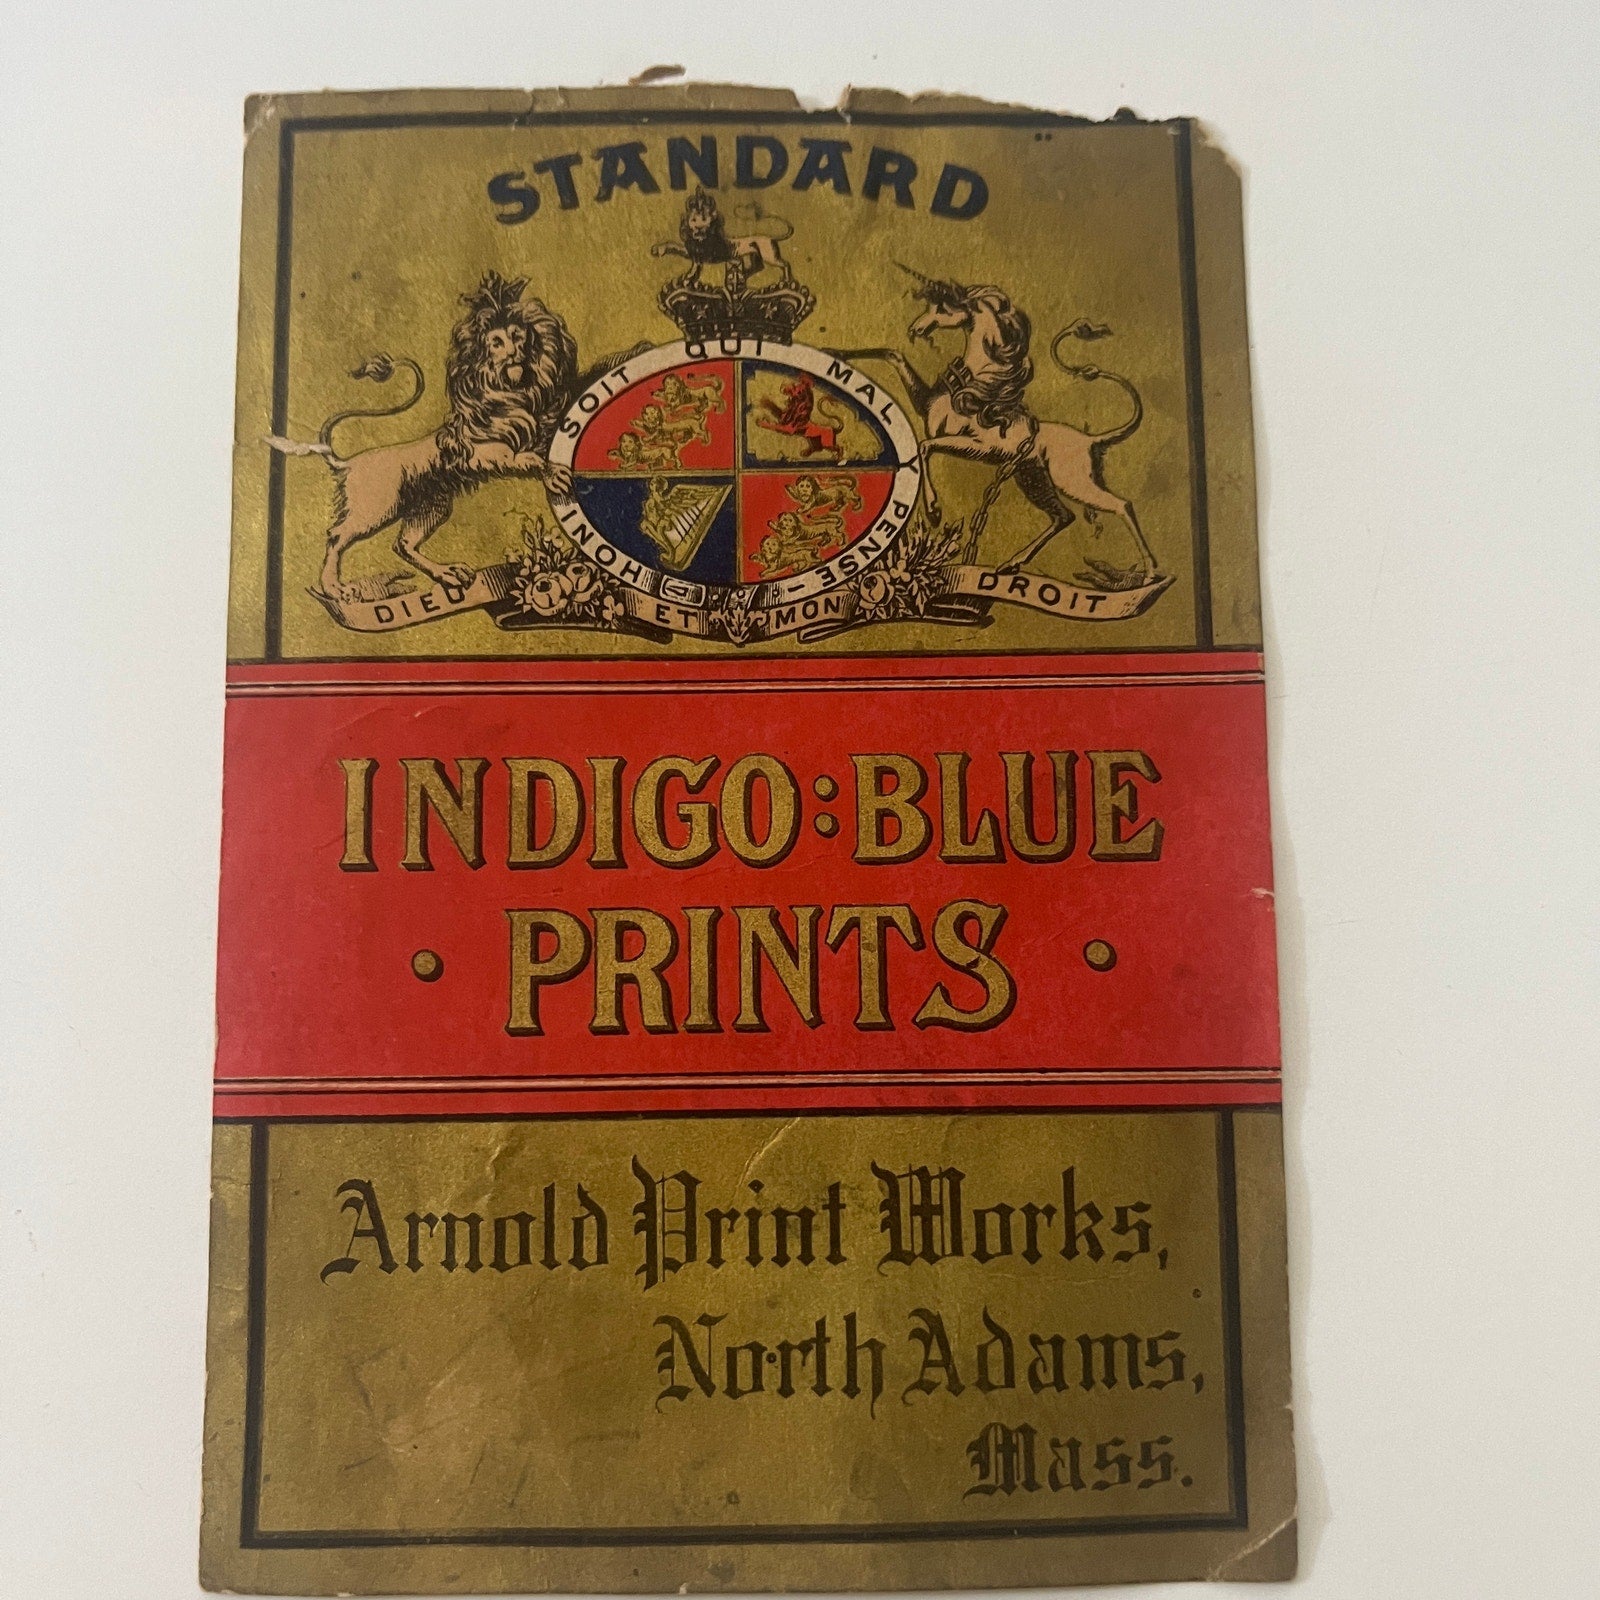 STANDARD
HONI SOIT QUI MAL Y PENSE
DIEU ET MON DROIT
INDIGO:BLUE
· PRINTS ·
Arnold Print Works,
North Adams,
Mass.